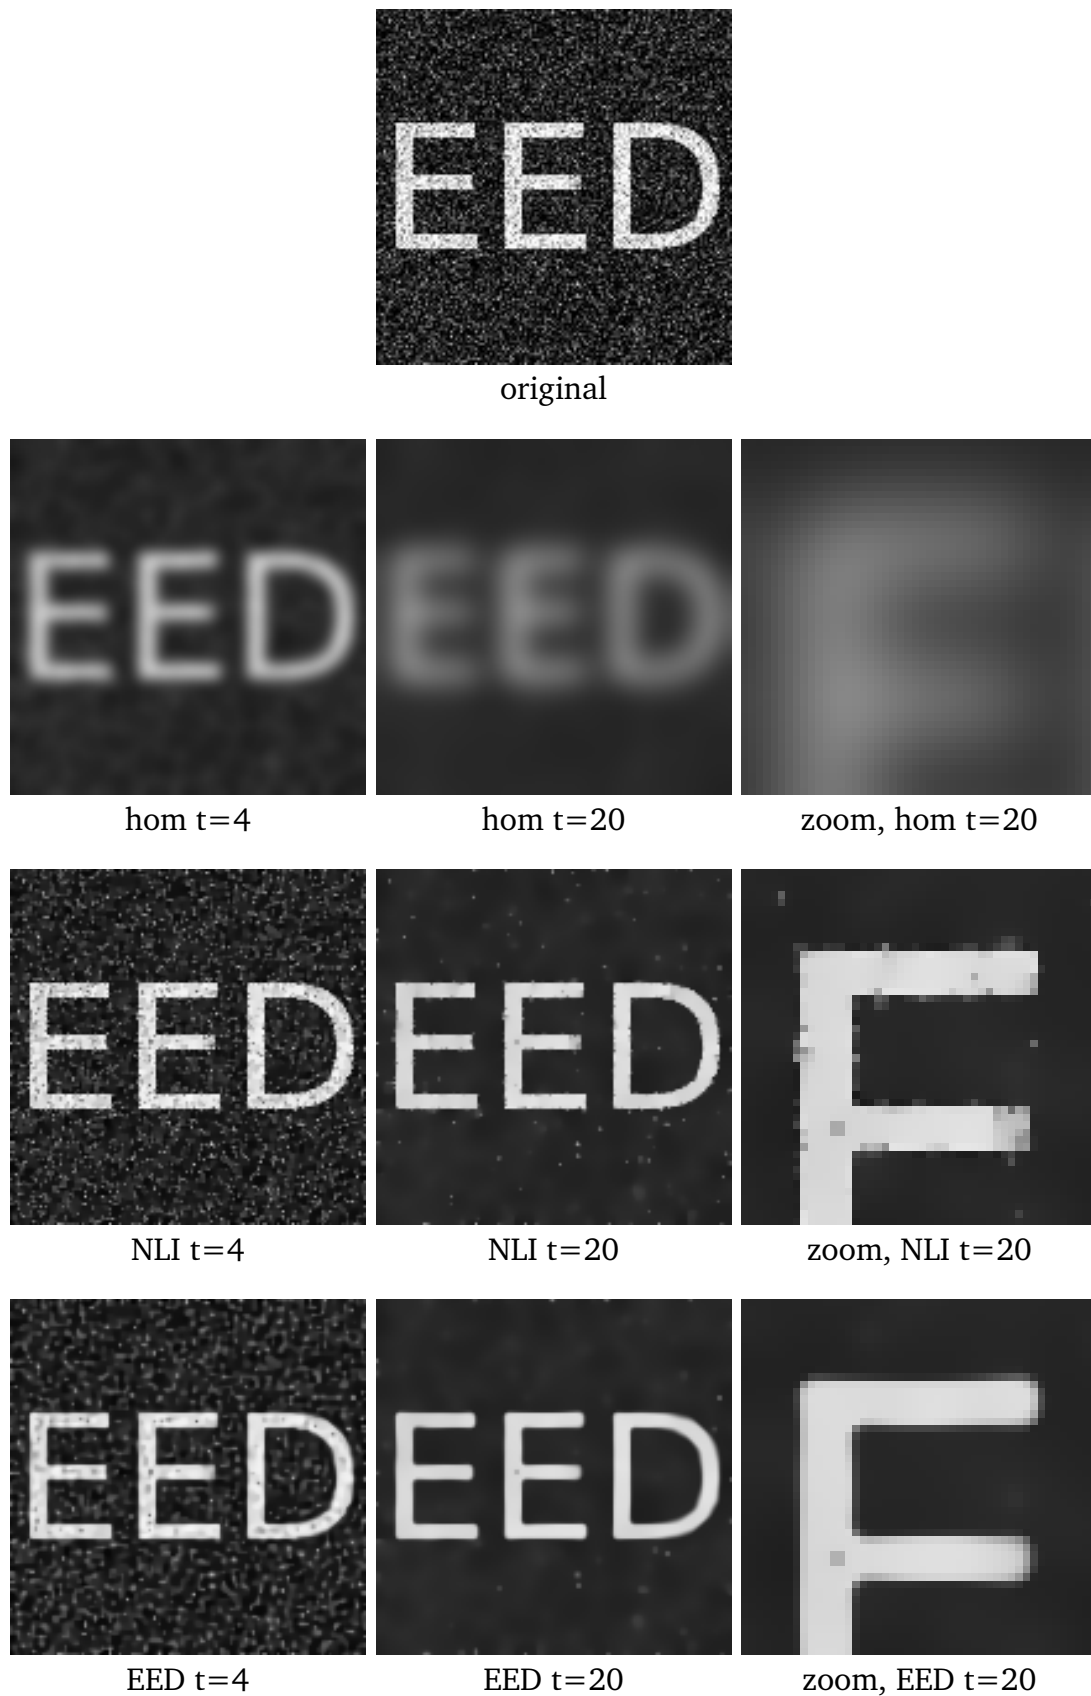 EED
original
EED EED
hom t=4 hom t=20 zoom, hom t=20
EED EED
NLI t=4 NLI t=20 zoom, NLI t=20
EED EED
EED t=4 EED t=20 zoom, EED t=20